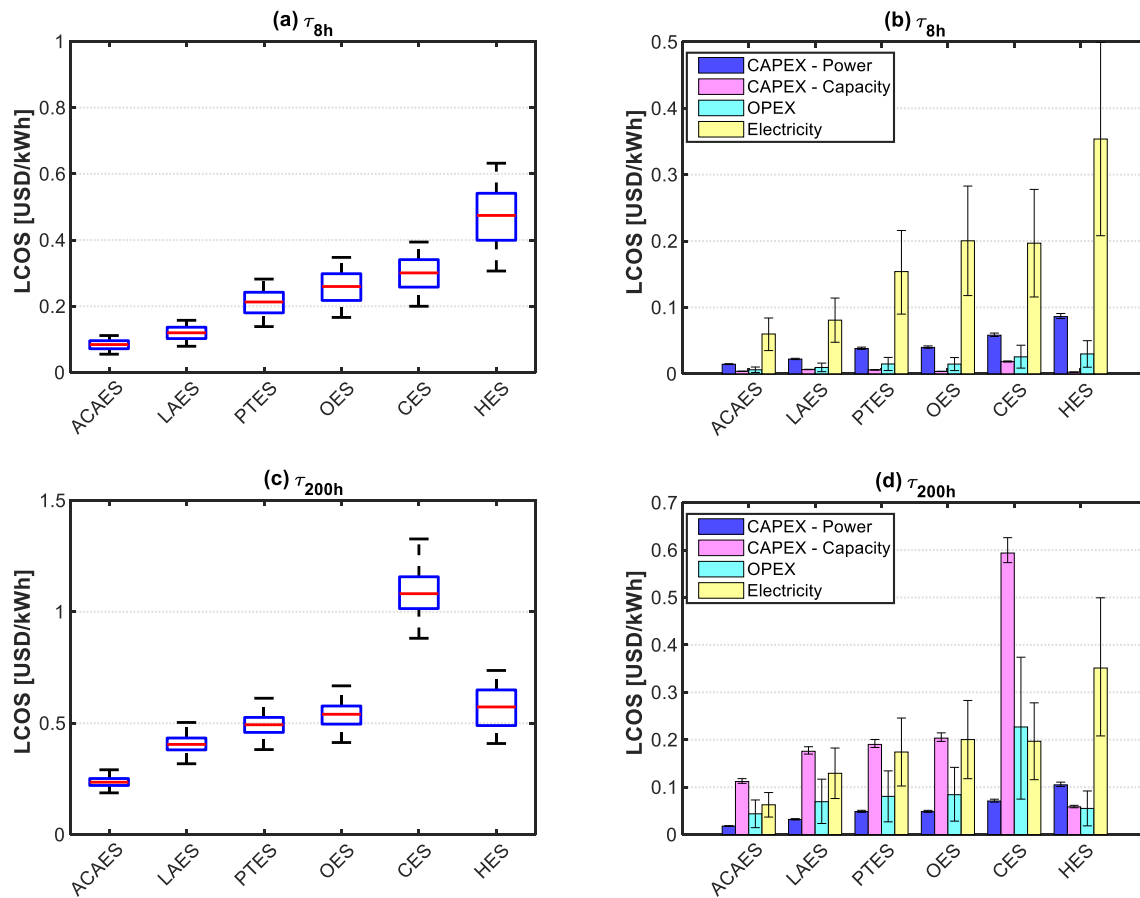 (a) τ8h
LCOS [USD/kWh]
1
0.8
0.6
0.4
0.2
0
ACAES
LAES
PTES
OES
CES
HES
(b) τ8h
LCOS [USD/kWh]
0.5
0.4
0.3
0.2
0.1
0
CAPEX - Power
CAPEX - Capacity
OPEX
Electricity
ACAES
LAES
PTES
OES
CES
HES
(c) τ200h
LCOS [USD/kWh]
1.5
1
0.5
0
ACAES
LAES
PTES
OES
CES
HES
(d) τ200h
LCOS [USD/kWh]
0.7
0.6
0.5
0.4
0.3
0.2
0.1
0
CAPEX - Power
CAPEX - Capacity
OPEX
Electricity
ACAES
LAES
PTES
OES
CES
HES